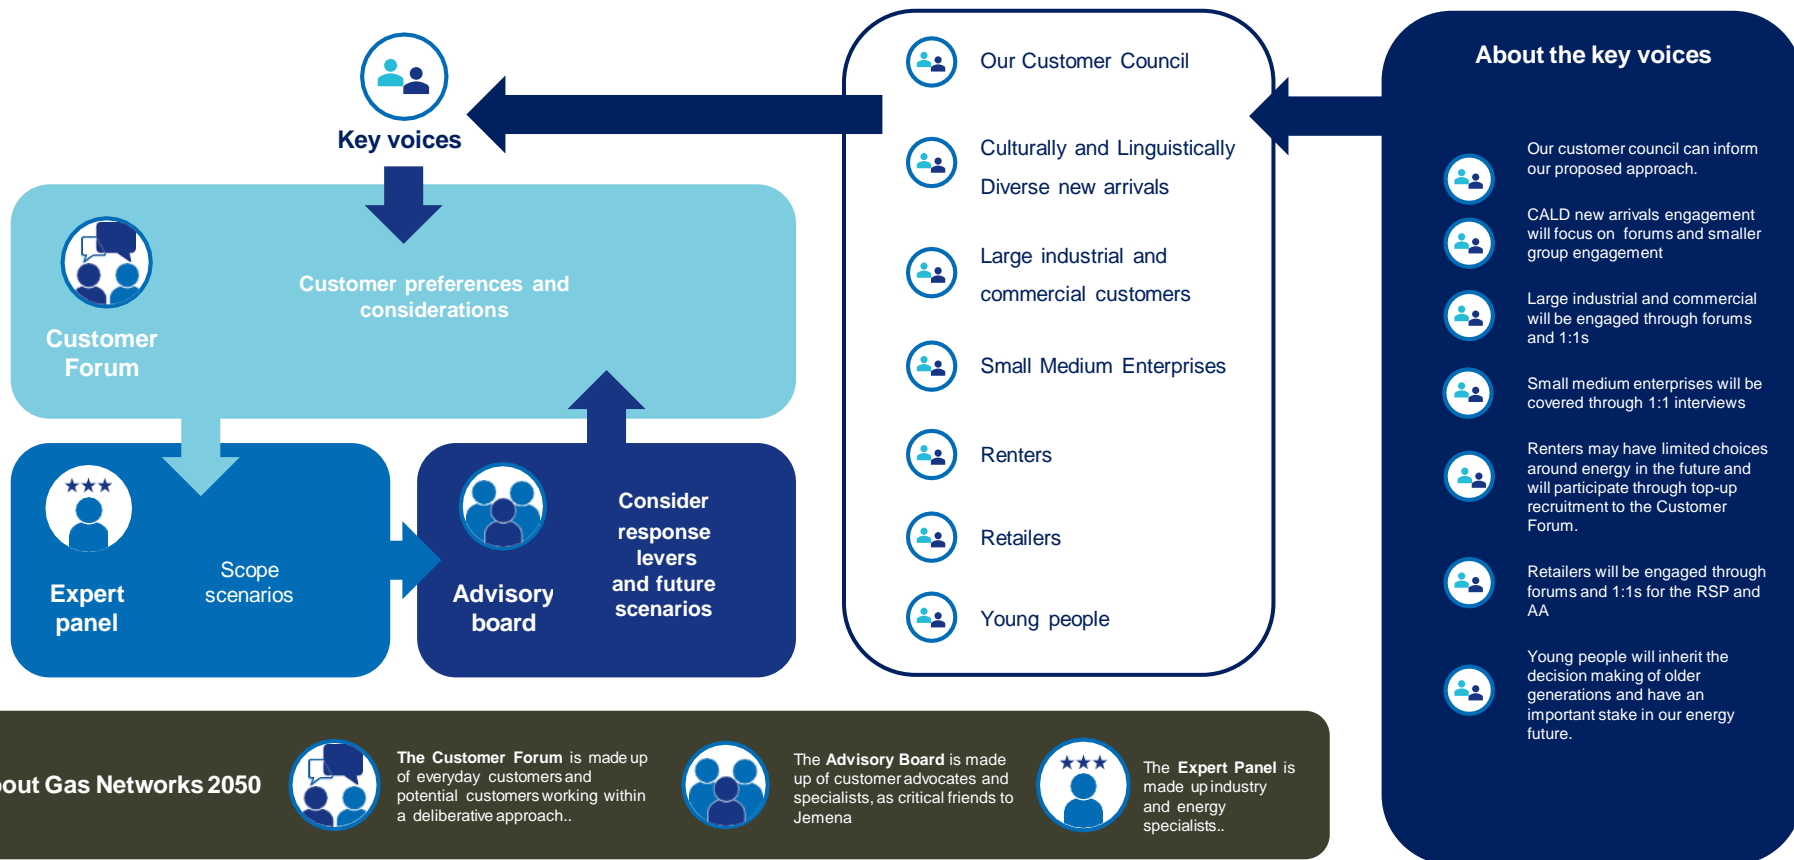 Key voices
Customer
Forum
Customer preferences and
considerations
Expert
panel
Scope
scenarios
Advisory
board
Consider
response
levers
and future
scenarios
Our Customer Council
Culturally and Linguistically
Diverse new arrivals
Large industrial and
commercial customers
Small Medium Enterprises
Renters
Retailers
Young people
About the key voices
Our customer council can inform
our proposed approach.
CALD new arrivals engagement
will focus on forums and smaller
group engagement
Large industrial and commercial
will be engaged through forums
and 1:1s
Small medium enterprises will be
covered through 1:1 interviews
Renters may have limited choices
around energy in the future and
will participate through top-up
recruitment to the Customer
Forum.
Retailers will be engaged through
forums and 1:1s for the RSP and
AA
Young people will inherit the
decision making of older
generations and have an
important stake in our energy
future.
out Gas Networks 2050
The Customer Forum is made up
of everyday customers and
potential customers working within
a deliberative approach..
The Advisory Board is made
up of customer advocates and
specialists, as critical friends to
Jemena
The Expert Panel is
made up industry
and energy
specialists..